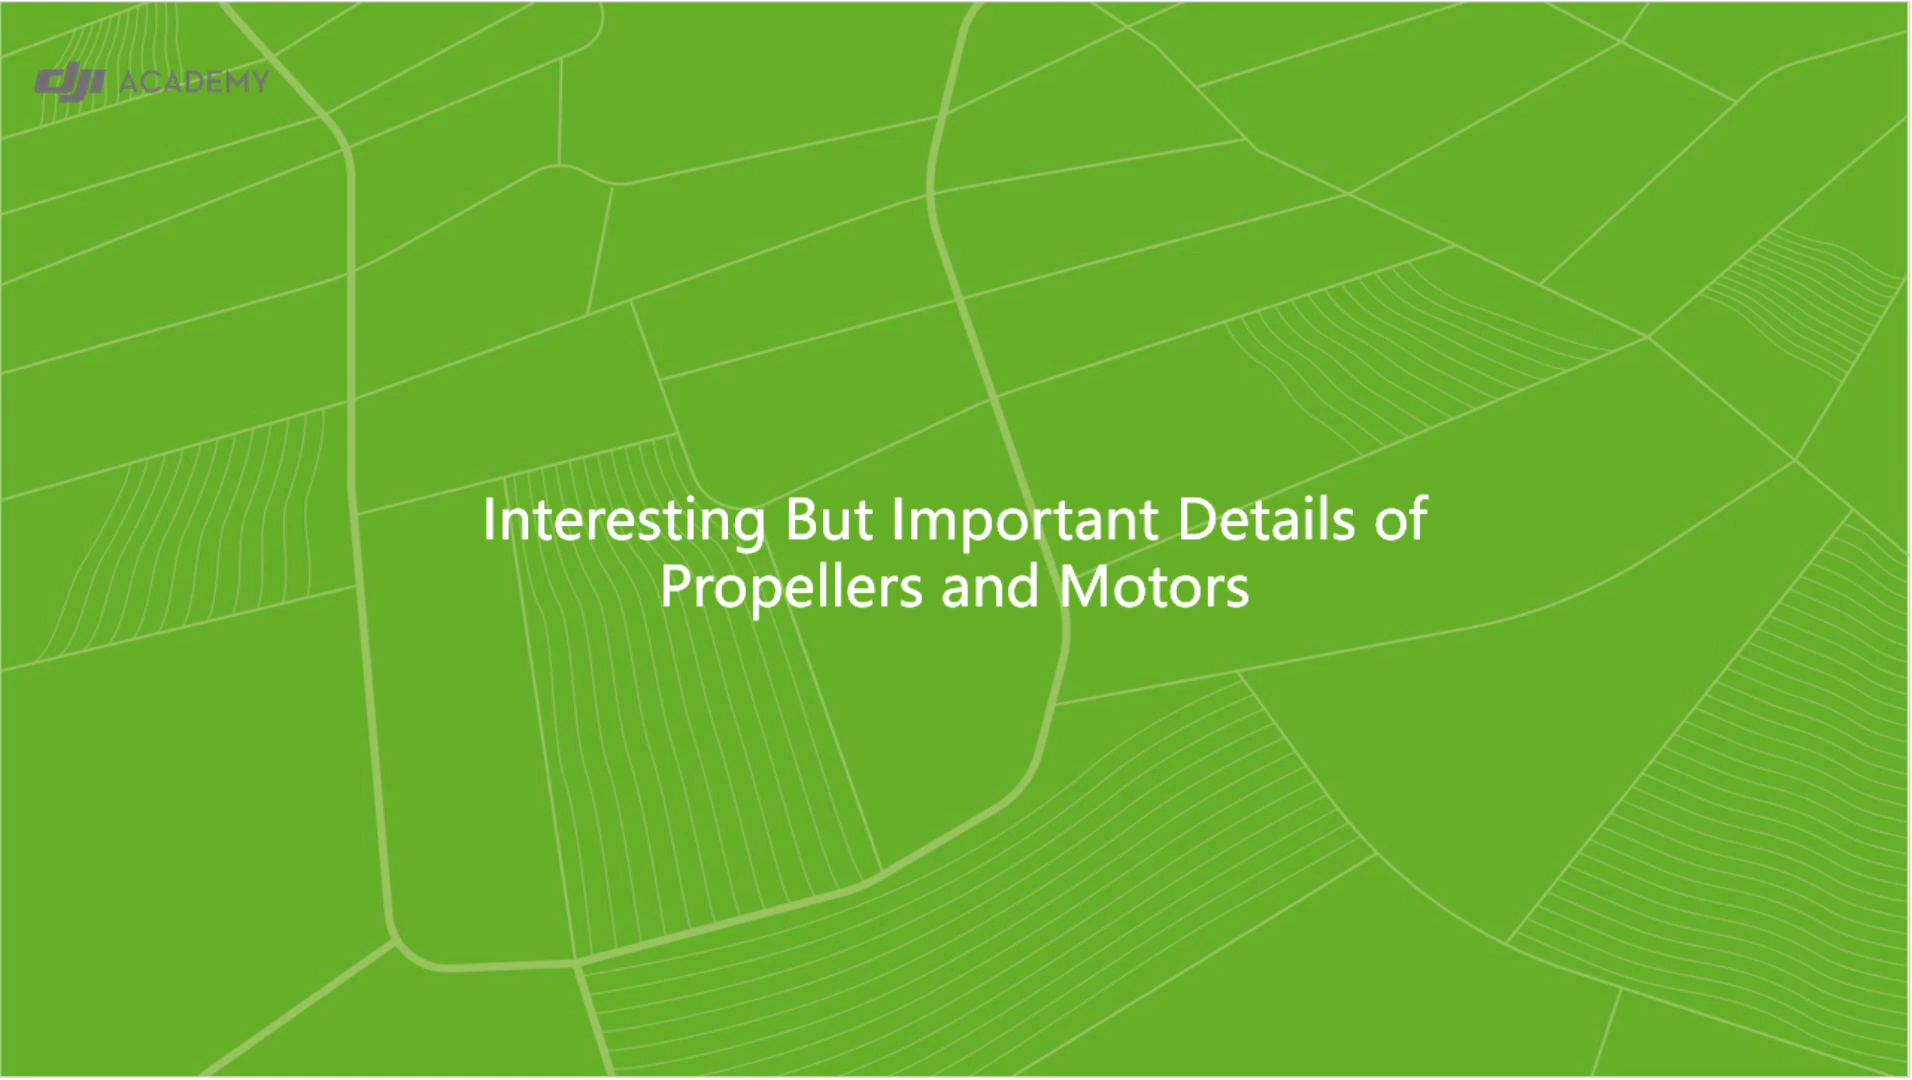 dji ACADEMY
Interesting But Important Details of
Propellers and Motors